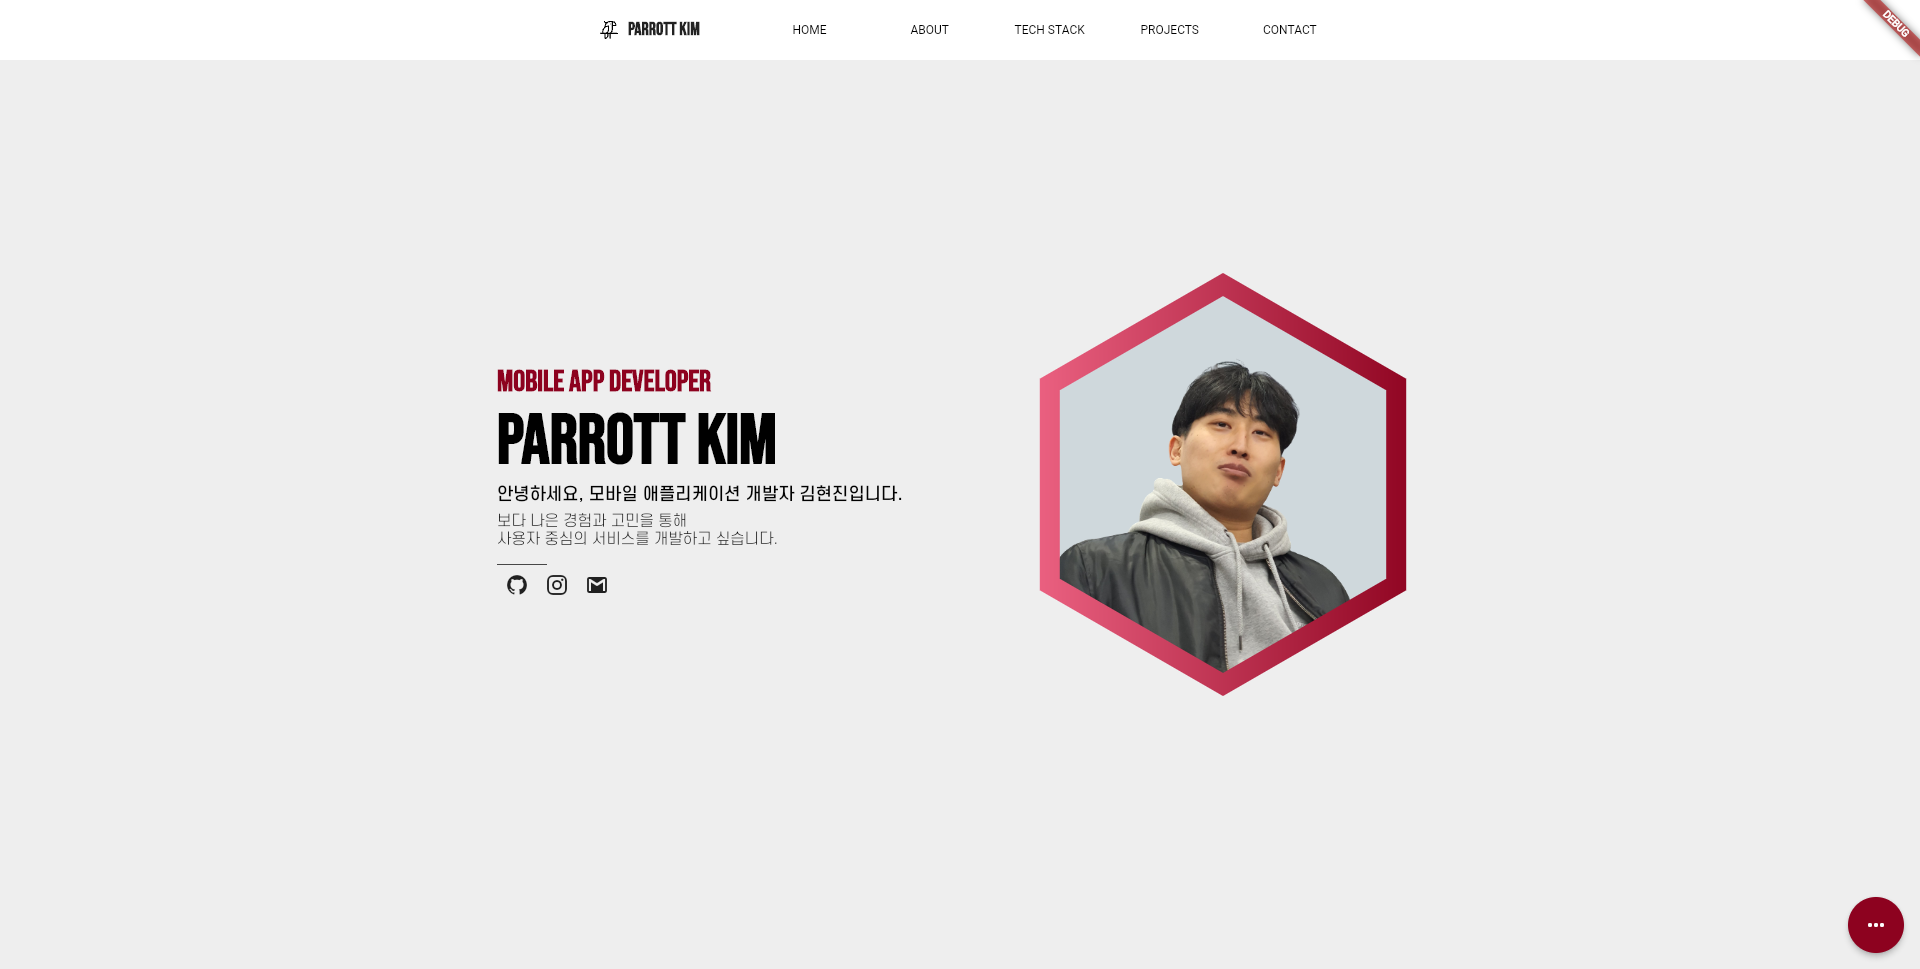 PARROTT KIM
HOME
ABOUT
TECH STACK
PROJECTS
CONTACT
DEBUG
MOBILE APP DEVELOPER
PARROTT KIM
안녕하세요, 모바일 애플리케이션 개발자 김현진입니다.
보다 나은 경험과 고민을 통해
사용자 중심의 서비스를 개발하고 싶습니다.